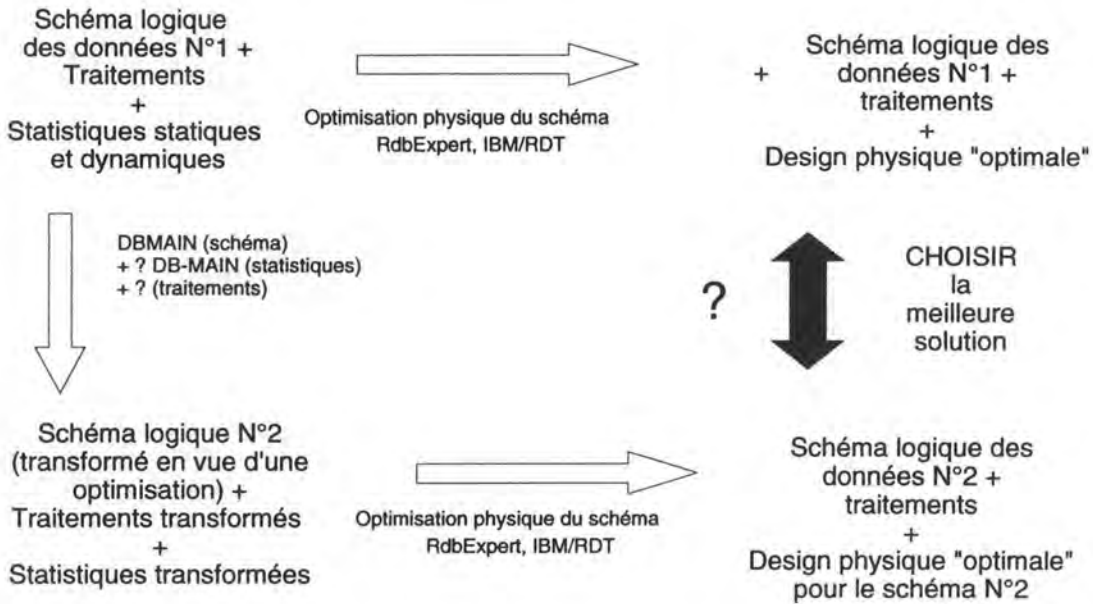 Schéma logique
des données N°1 +
Traitements
+
Statistiques statiques
et dynamiques
Optimisation physique du schéma
RdbExpert, IBM/RDT
+ Schéma logique des
données N°1 +
traitements
+
Design physique "optimale"
DBMAIN (schéma)
+ ? DB-MAIN (statistiques)
+ ? (traitements)
?
CHOISIR
la
meilleure
solution
Schéma logique N°2
(transformé en vue d'une
optimisation) +
Traitements transformés
+
Statistiques transformées
Optimisation physique du schéma
RdbExpert, IBM/RDT
Schéma logique des
données N°2 +
traitements
+
Design physique "optimale"
pour le schéma N°2